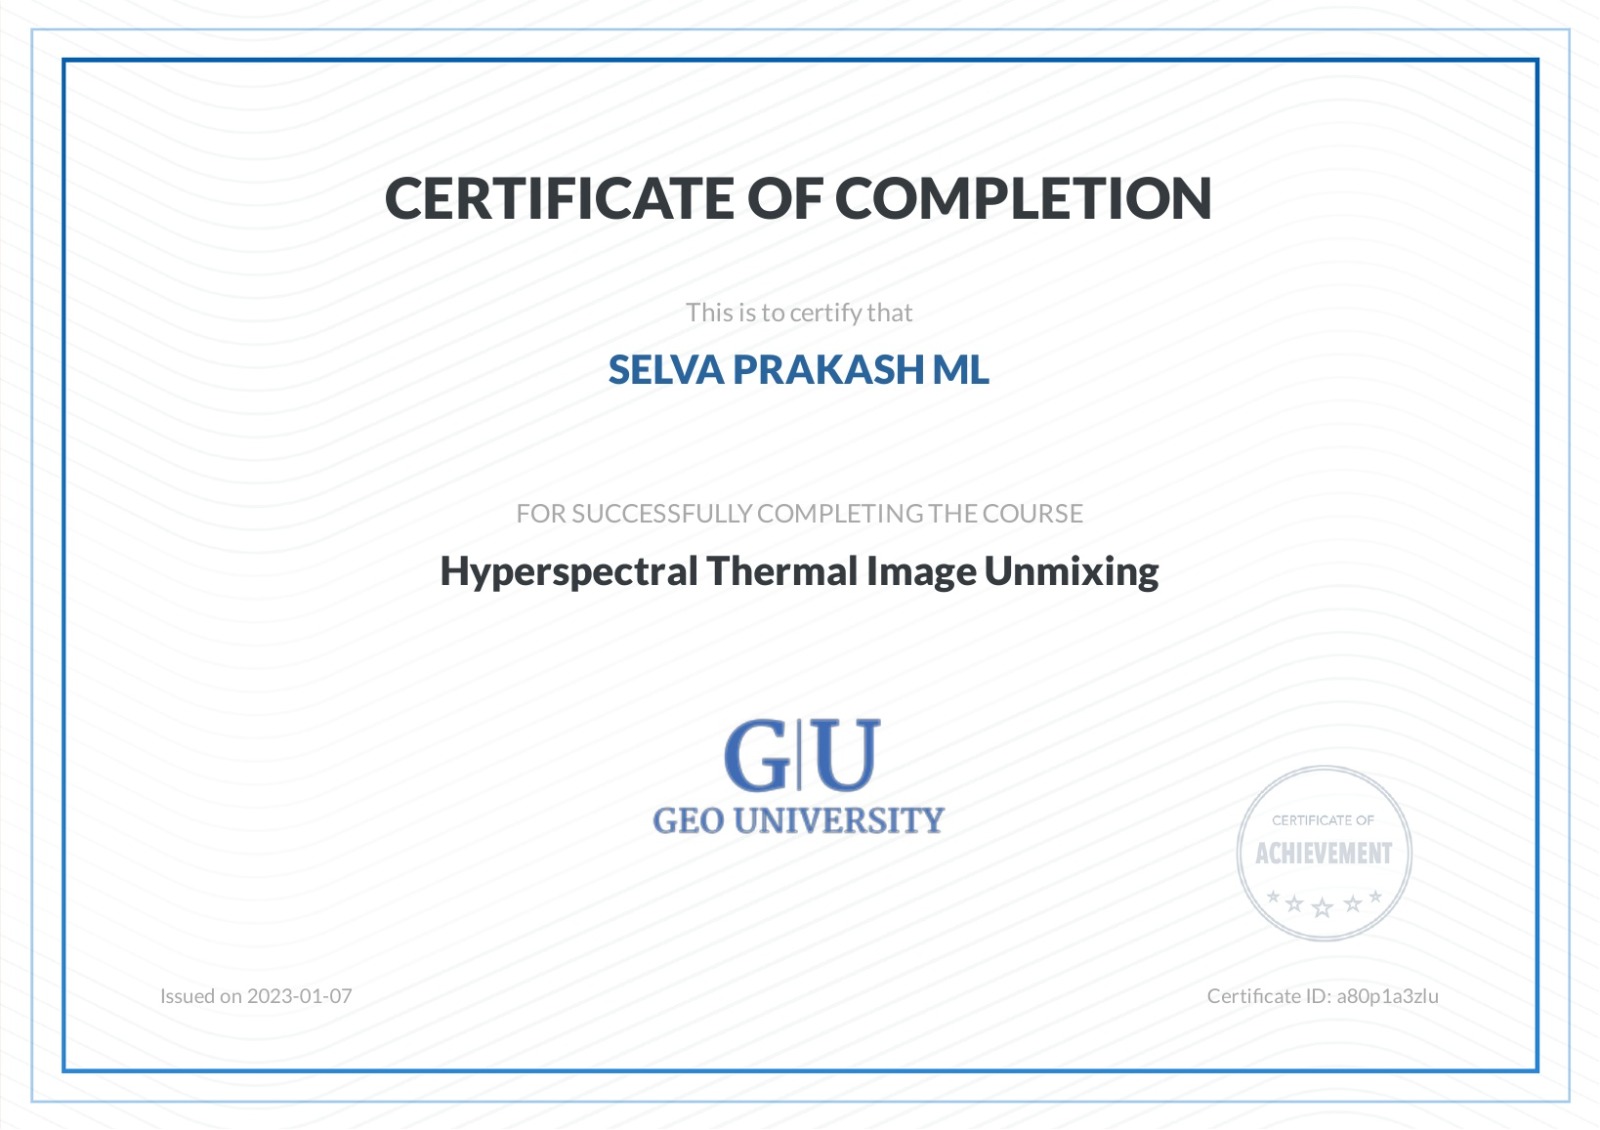 CERTIFICATE OF COMPLETION
This is to certify that
SELVA PRAKASH ML
FOR SUCCESSFULLY COMPLETING THE COURSE
Hyperspectral Thermal Image Unmixing
G|U
GEO UNIVERSITY
CERTIFICATE OF
ACHIEVEMENT
Issued on 2023-01-07
Certificate ID: a80p1a3zlu